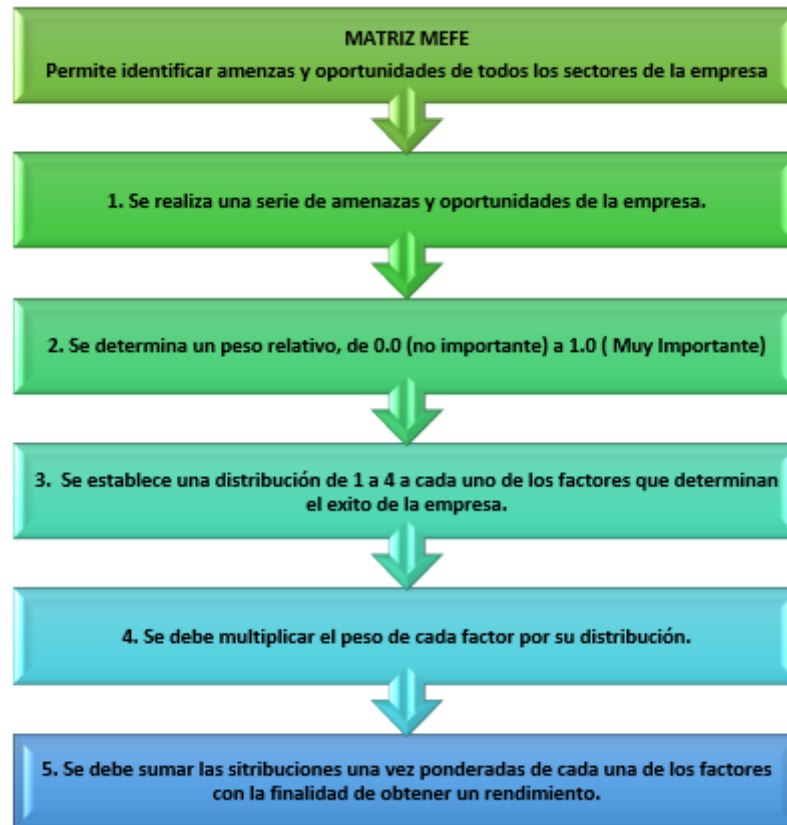 MATRIZ MEFE
Permite identificar amenzas y oportunidades de todos los sectores de la empresa
1. Se realiza una serie de amenazas y oportunidades de la empresa.
2. Se determina un peso relativo, de 0.0 (no importante) a 1.0 ( Muy Importante)
3. Se establece una distribución de 1 a 4 a cada uno de los factores que determinan
el exito de la empresa.
4. Se debe multiplicar el peso de cada factor por su distribución.
5. Se debe sumar las sitribuciones una vez ponderadas de cada una de los factores
con la finalidad de obtener un rendimiento.